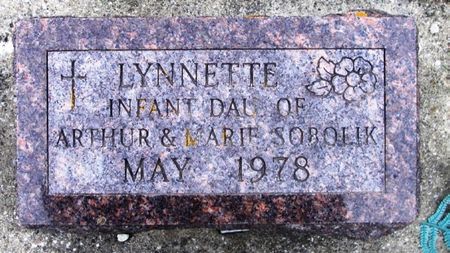 LYNNETTE
INFANT DAU OF
ARTHUR & MARIE SOBOLIK
MAY 1978